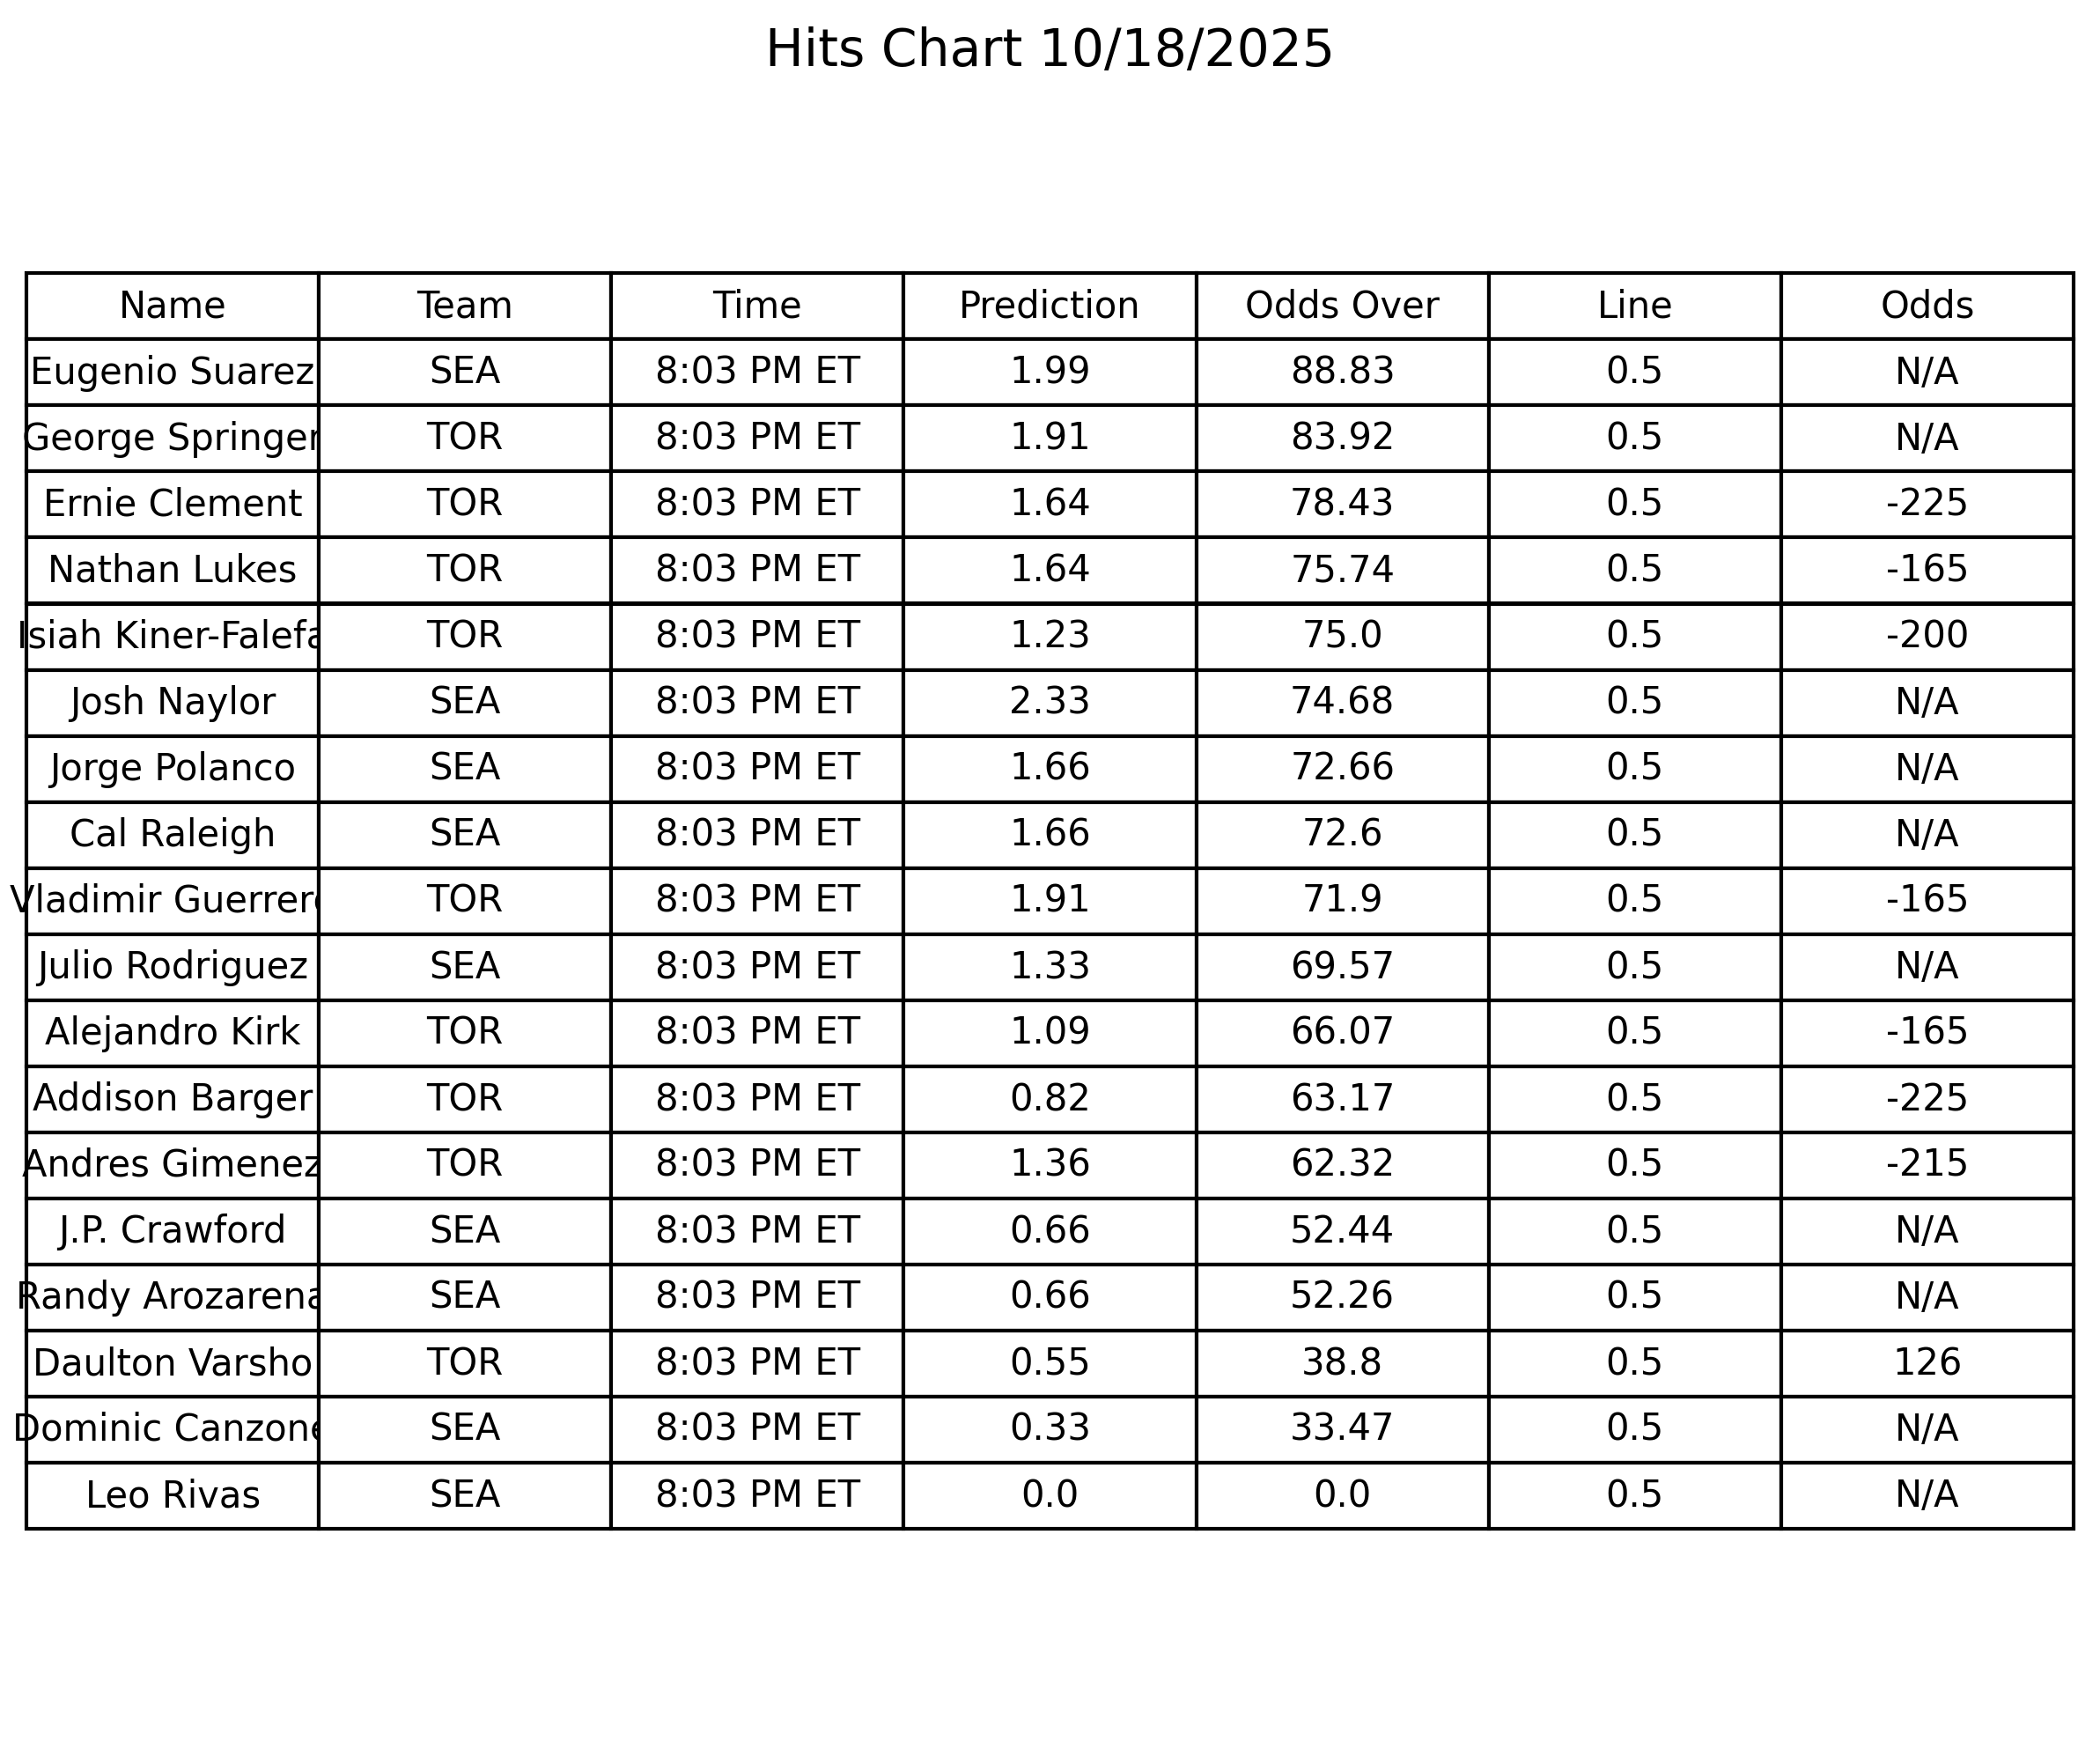 Hits Chart 10/18/2025
Name Team Time Prediction Odds Over Line Odds
Eugenio Suarez SEA 8:03 PM ET 1.99 88.83 0.5 N/A
George Springer TOR 8:03 PM ET 1.91 83.92 0.5 N/A
Ernie Clement TOR 8:03 PM ET 1.64 78.43 0.5 -225
Nathan Lukes TOR 8:03 PM ET 1.64 75.74 0.5 -165
Isiah Kiner-Falefa TOR 8:03 PM ET 1.23 75.0 0.5 -200
Josh Naylor SEA 8:03 PM ET 2.33 74.68 0.5 N/A
Jorge Polanco SEA 8:03 PM ET 1.66 72.66 0.5 N/A
Cal Raleigh SEA 8:03 PM ET 1.66 72.6 0.5 N/A
Vladimir Guerrero TOR 8:03 PM ET 1.91 71.9 0.5 -165
Julio Rodriguez SEA 8:03 PM ET 1.33 69.57 0.5 N/A
Alejandro Kirk TOR 8:03 PM ET 1.09 66.07 0.5 -165
Addison Barger TOR 8:03 PM ET 0.82 63.17 0.5 -225
Andres Gimenez TOR 8:03 PM ET 1.36 62.32 0.5 -215
J.P. Crawford SEA 8:03 PM ET 0.66 52.44 0.5 N/A
Randy Arozarena SEA 8:03 PM ET 0.66 52.26 0.5 N/A
Daulton Varsho TOR 8:03 PM ET 0.55 38.8 0.5 126
Dominic Canzone SEA 8:03 PM ET 0.33 33.47 0.5 N/A
Leo Rivas SEA 8:03 PM ET 0.0 0.0 0.5 N/A